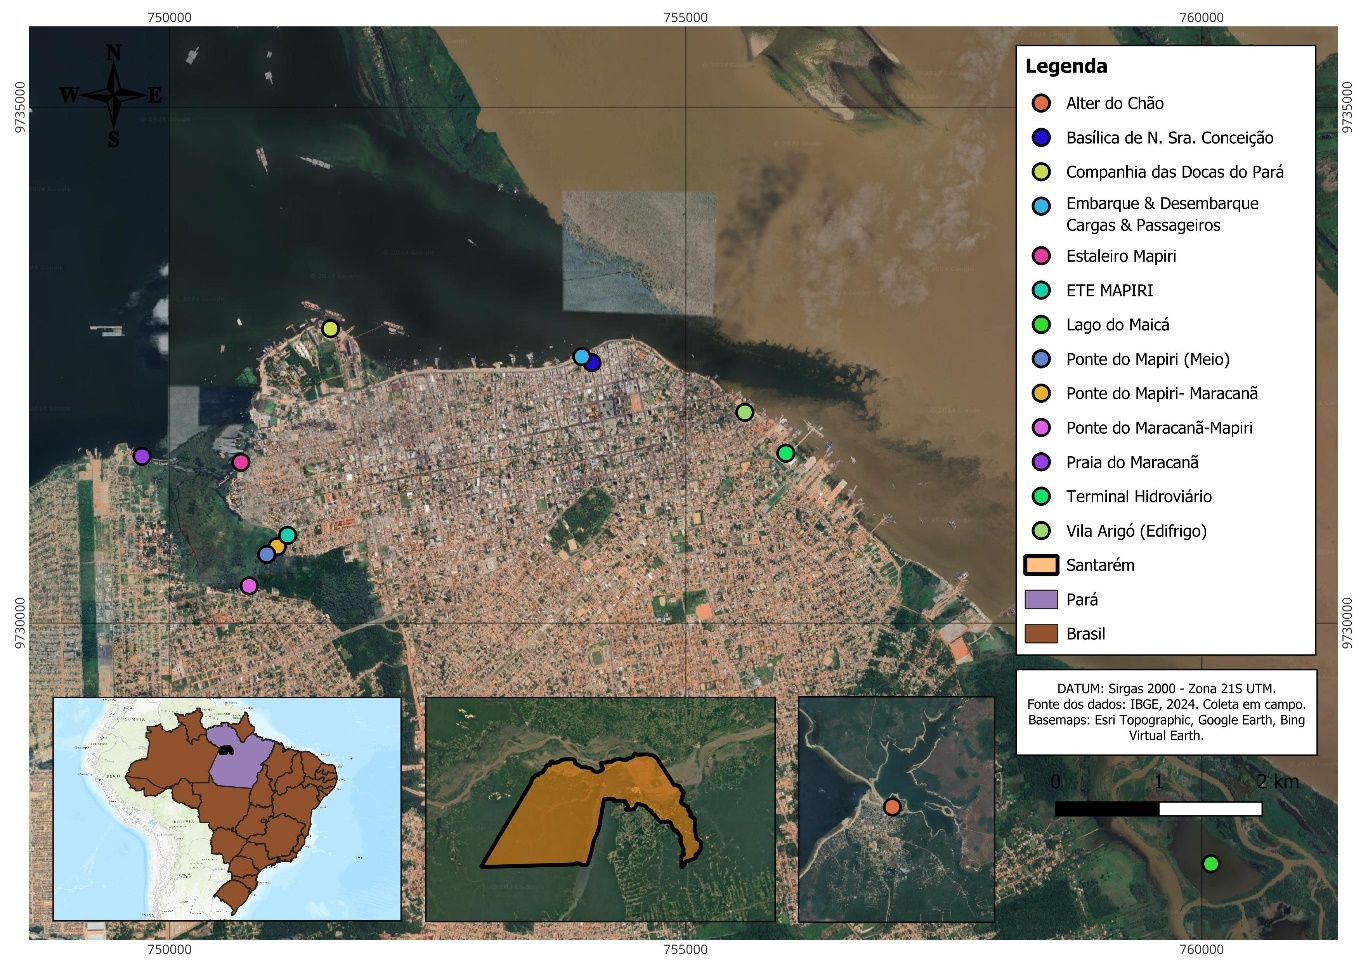 750000
755000
760000
N
W
E
S
9735000
9735000
Legenda
Alter do Chão
Basílica de N. Sra. Conceição
Companhia das Docas do Pará
Embarque & Desembarque
Cargas & Passageiros
Estaleiro Mapiri
ETE MAPIRI
Lago do Maicá
Ponte do Mapiri (Meio)
Ponte do Mapiri- Maracanã
Ponte do Maracanã-Mapiri
Praia do Maracanã
Terminal Hidroviário
Vila Arigó (Edifrigo)
Santarém
Pará
Brasil
9730000
9730000
DATUM: Sirgas 2000 - Zona 21S UTM.
Fonte dos dados: IBGE, 2024. Coleta em campo.
Basemaps: Esri Topographic, Google Earth, Bing
Virtual Earth.
0
1
2 km
750000
755000
760000